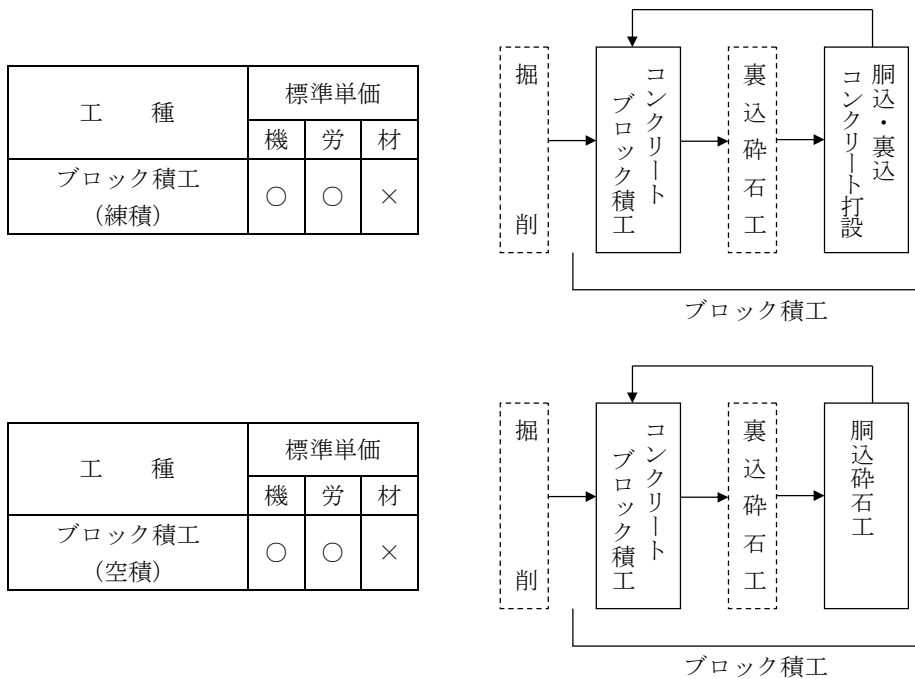 工　　種
標準単価
機 労 材
ブロック積工
(練積)
○ ○ ×
掘　　削
コンクリート
ブロック積工
裏込砕石工
胴込・裏込
コンクリート打設
ブロック積工
工　　種
標準単価
機 労 材
ブロック積工
(空積)
○ ○ ×
掘　　削
コンクリート
ブロック積工
裏込砕石工
胴込砕石工
ブロック積工